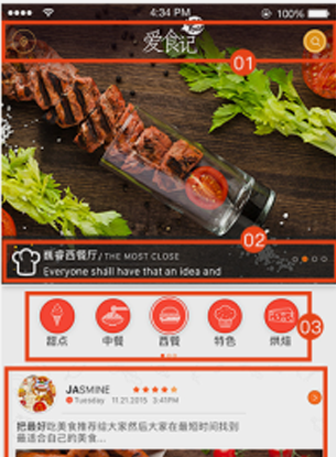 4:34 PM
100%
爱食记
01
02
巍睿西餐厅/ THE MOST CLOSE
Everyone shall have that an idea and
03
甜点 中餐 西餐 特色 烘焙
JASMINE
Tuesday 11.21.2015 3:41PM
把最好吃美食推荐给大家然后大家在最短时间找到
最适合自己的美食...